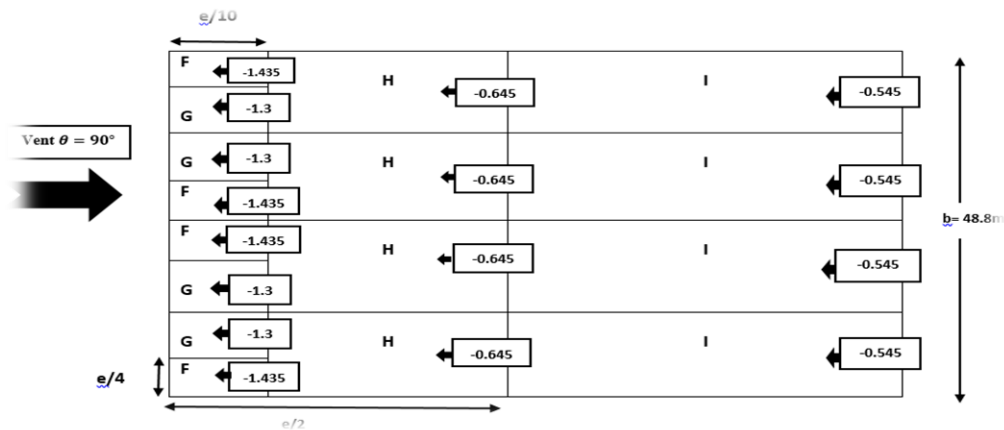 e/10
F
-1.435
H
-0.645
I
-0.545
G
-1.3
Vent θ = 90°
G
-1.3
H
-0.645
I
-0.545
F
-1.435
b= 48.8m
F
-1.435
H
-0.645
I
-0.545
G
-1.3
G
-1.3
H
-0.645
I
-0.545
F
-1.435
e/4
e/2